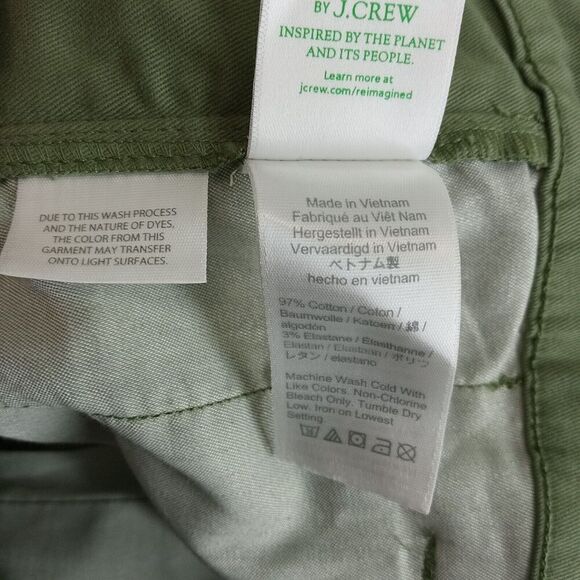 BY J.CREW
INSPIRED BY THE PLANET
AND ITS PEOPLE.
Learn more at
jcrew.com/reimagined
DUE TO THIS WASH PROCESS
AND THE NATURE OF DYES,
THE COLOR FROM THIS
GARMENT MAY TRANSFER
ONTO LIGHT SURFACES.
Made in Vietnam
Fabriqué au Viêt Nam
Hergestellt in Vietnam
Vervaardigd in Vietnam
ベトナム製
hecho en vietnam
97% Cotton / Coton /
Baumwolle / Katoen / 綿 /
algodón
3% Elastane / Élasthanne /
Elastan / Elastaan / ポリウ
レタン / elastano
Machine Wash Cold With
Like Colors. Non-Chlorine
Bleach Only. Tumble Dry
Low. Iron on Lowest
Setting.